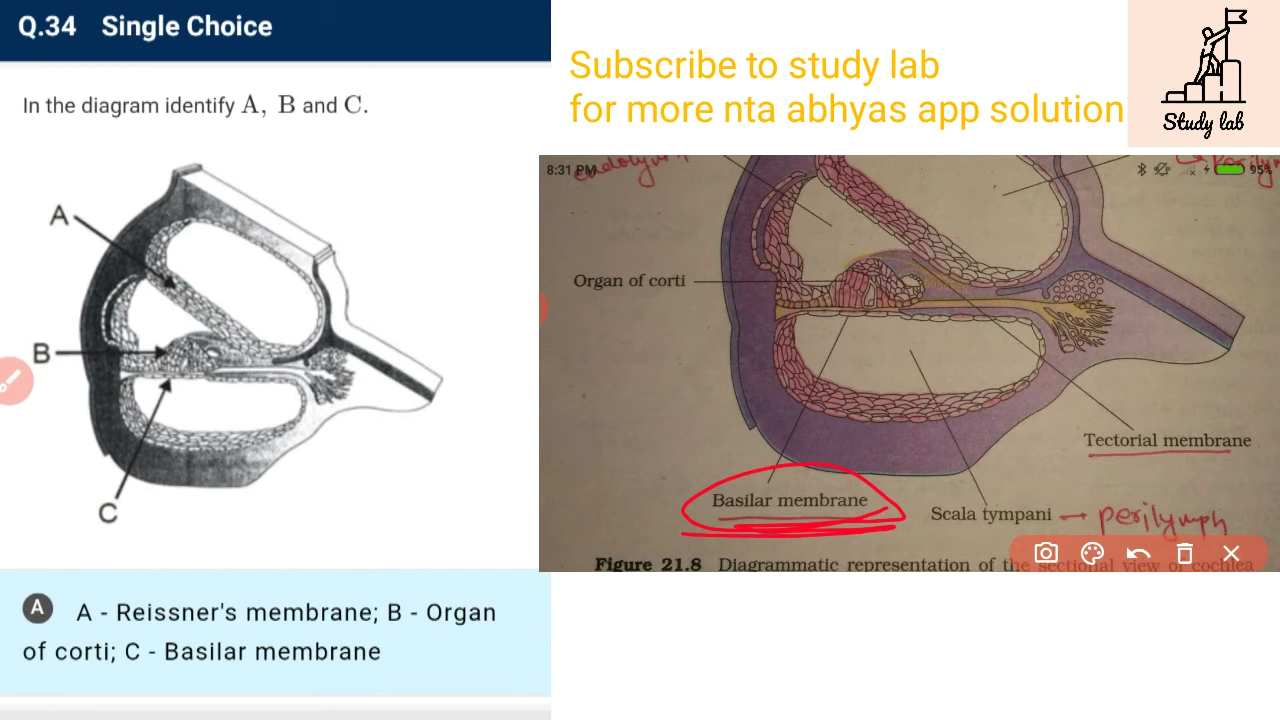 Q.34 Single Choice
In the diagram identify A, B and C.
A
B
C
A A - Reissner's membrane; B - Organ
of corti; C - Basilar membrane
Subscribe to study lab
for more nta abhyas app solution
Study lab
8:31 PM
95%
Organ of corti
Tectorial membrane
Basilar membrane
Scala tympani → perilymph
Figure 21.8 Diagrammatic representation of the sectional view of cochlea